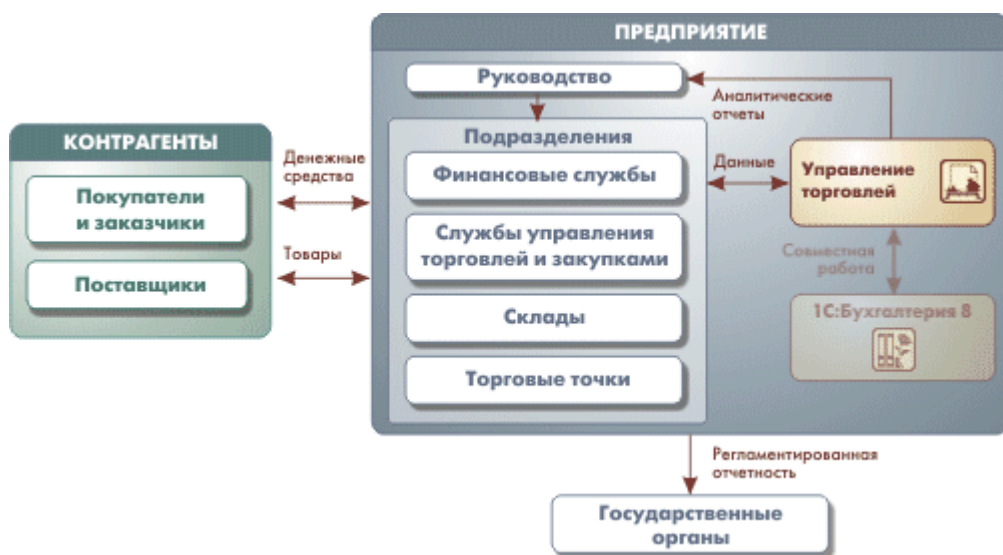 ПРЕДПРИЯТИЕ
Руководство
Аналитические
отчеты
КОНТРАГЕНТЫ
Покупатели
и заказчики
Поставщики
Денежные
средства
Товары
Подразделения
Финансовые службы
Службы управления
торговлей и закупками
Склады
Торговые точки
Данные
Управление
торговлей
Совместная
работа
1С:Бухгалтерия 8
Регламентированная
отчетность
Государственные
органы